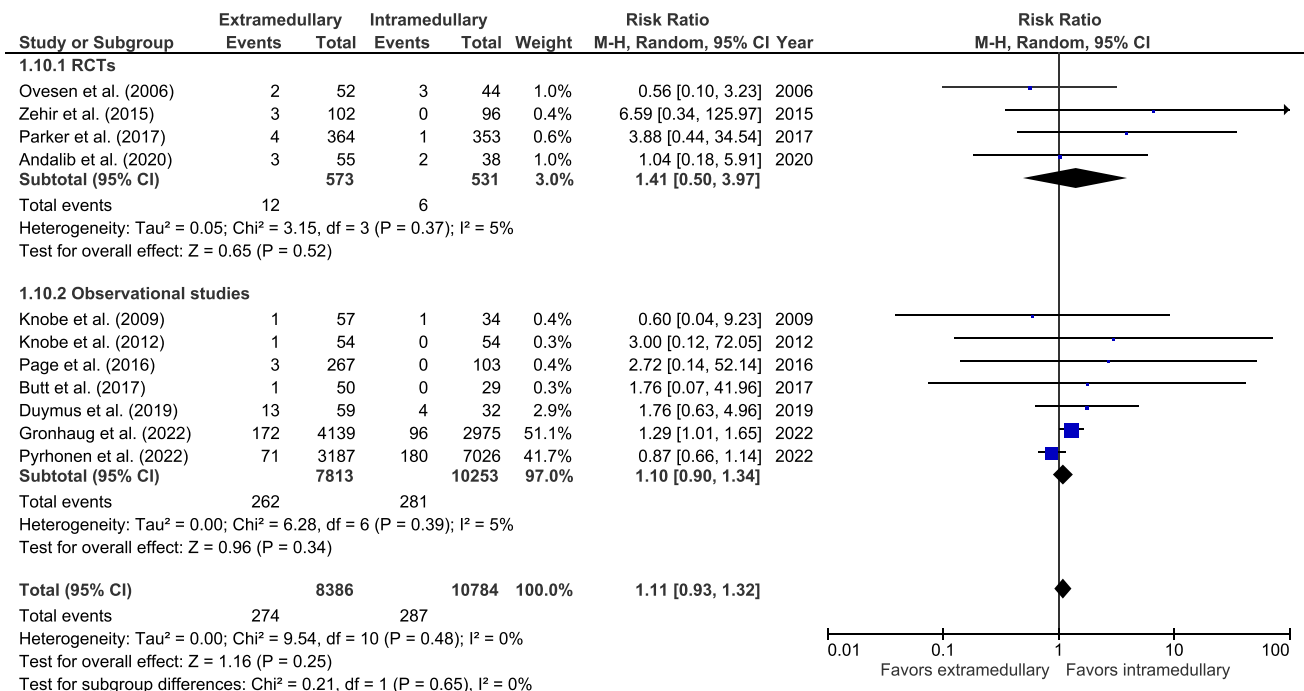 Extramedullary Intramedullary Risk Ratio Risk Ratio
Study or Subgroup Events Total Events Total Weight M-H, Random, 95% CI Year M-H, Random, 95% CI
1.10.1 RCTs
Ovesen et al. (2006) 2 52 3 44 1.0% 0.56 [0.10, 3.23] 2006
Zehir et al. (2015) 3 102 0 96 0.4% 6.59 [0.34, 125.97] 2015
Parker et al. (2017) 4 364 1 353 0.6% 3.88 [0.44, 34.54] 2017
Andalib et al. (2020) 3 55 2 38 1.0% 1.04 [0.18, 5.91] 2020
Subtotal (95% CI) 573 531 3.0% 1.41 [0.50, 3.97]
Total events 12 6
Heterogeneity: Tau² = 0.05; Chi² = 3.15, df = 3 (P = 0.37); I² = 5%
Test for overall effect: Z = 0.65 (P = 0.52)
1.10.2 Observational studies
Knobe et al. (2009) 1 57 1 34 0.4% 0.60 [0.04, 9.23] 2009
Knobe et al. (2012) 1 54 0 54 0.3% 3.00 [0.12, 72.05] 2012
Page et al. (2016) 3 267 0 103 0.4% 2.72 [0.14, 52.14] 2016
Butt et al. (2017) 1 50 0 29 0.3% 1.76 [0.07, 41.96] 2017
Duymus et al. (2019) 13 59 4 32 2.9% 1.76 [0.63, 4.96] 2019
Gronhaug et al. (2022) 172 4139 96 2975 51.1% 1.29 [1.01, 1.65] 2022
Pyrhonen et al. (2022) 71 3187 180 7026 41.7% 0.87 [0.66, 1.14] 2022
Subtotal (95% CI) 7813 10253 97.0% 1.10 [0.90, 1.34]
Total events 262 281
Heterogeneity: Tau² = 0.00; Chi² = 6.28, df = 6 (P = 0.39); I² = 5%
Test for overall effect: Z = 0.96 (P = 0.34)
Total (95% CI) 8386 10784 100.0% 1.11 [0.93, 1.32]
Total events 274 287
Heterogeneity: Tau² = 0.00; Chi² = 9.54, df = 10 (P = 0.48); I² = 0%
Test for overall effect: Z = 1.16 (P = 0.25)
Test for subgroup differences: Chi² = 0.21, df = 1 (P = 0.65), I² = 0%
0.01 0.1 1 10 100
Favors extramedullary Favors intramedullary